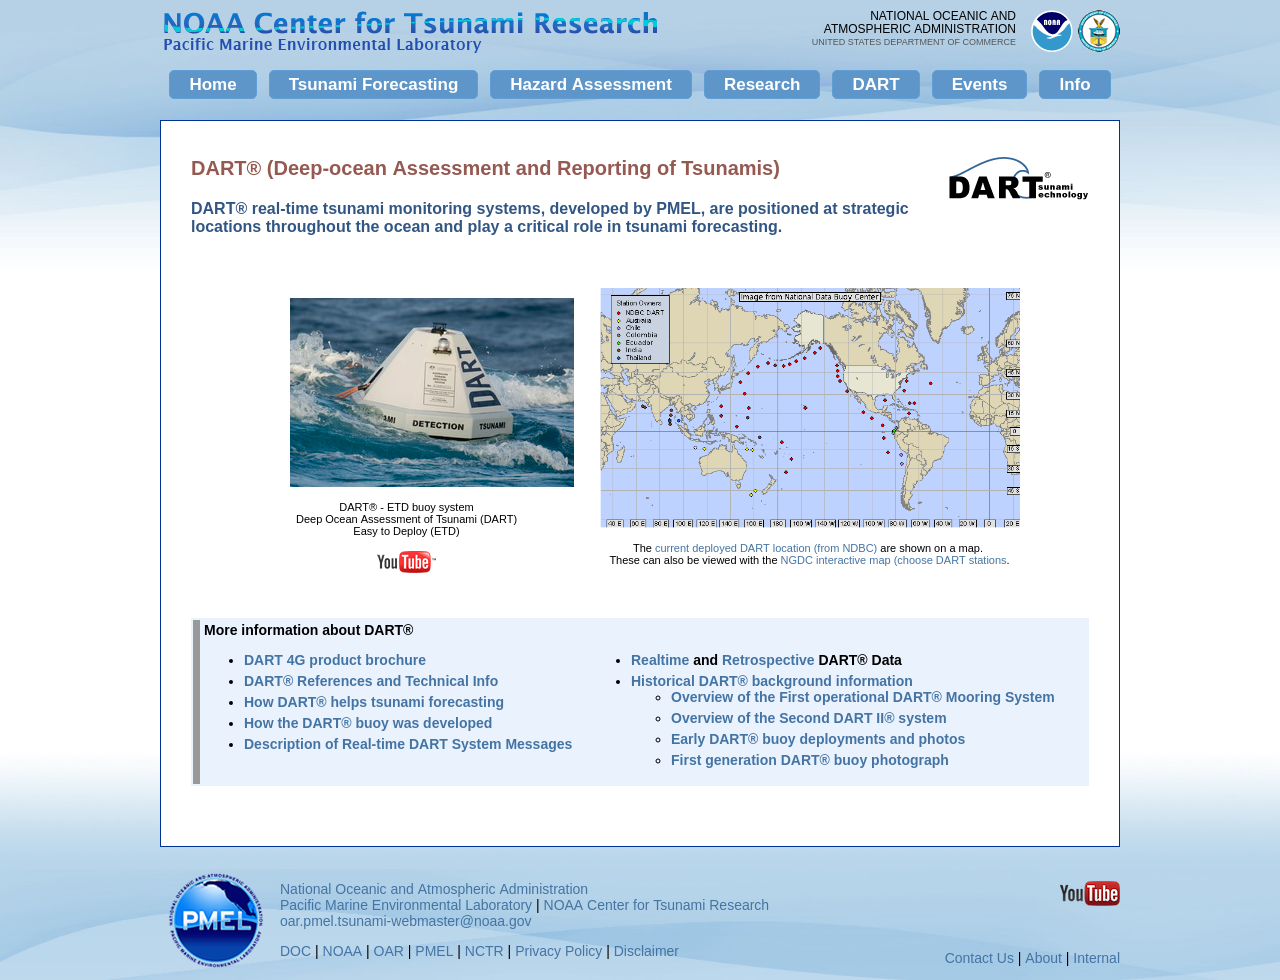 NOAA Center for Tsunami Research
Pacific Marine Environmental Laboratory
NATIONAL OCEANIC AND
ATMOSPHERIC ADMINISTRATION
UNITED STATES DEPARTMENT OF COMMERCE
NOAA
Home
Tsunami Forecasting
Hazard Assessment
Research
DART
Events
Info
DART® (Deep-ocean Assessment and Reporting of Tsunamis)
DART®
tsunami
technology
DART® real-time tsunami monitoring systems, developed by PMEL, are positioned at strategic
locations throughout the ocean and play a critical role in tsunami forecasting.
DART
DETECTION
TSUNAMI
Image from National Data Buoy Center
Station Owners
NDBC DART
Australia
Chile
Colombia
Ecuador
India
Thailand
DART® - ETD buoy system
Deep Ocean Assessment of Tsunami (DART)
Easy to Deploy (ETD)
YouTube
The current deployed DART location (from NDBC) are shown on a map.
These can also be viewed with the NGDC interactive map (choose DART stations.
More information about DART®
DART 4G product brochure
DART® References and Technical Info
How DART® helps tsunami forecasting
How the DART® buoy was developed
Description of Real-time DART System Messages
Realtime and Retrospective DART® Data
Historical DART® background information
Overview of the First operational DART® Mooring System
Overview of the Second DART II® system
Early DART® buoy deployments and photos
First generation DART® buoy photograph
PMEL
National Oceanic and Atmospheric Administration
Pacific Marine Environmental Laboratory | NOAA Center for Tsunami Research
oar.pmel.tsunami-webmaster@noaa.gov
DOC | NOAA | OAR | PMEL | NCTR | Privacy Policy | Disclaimer
YouTube
Contact Us | About | Internal